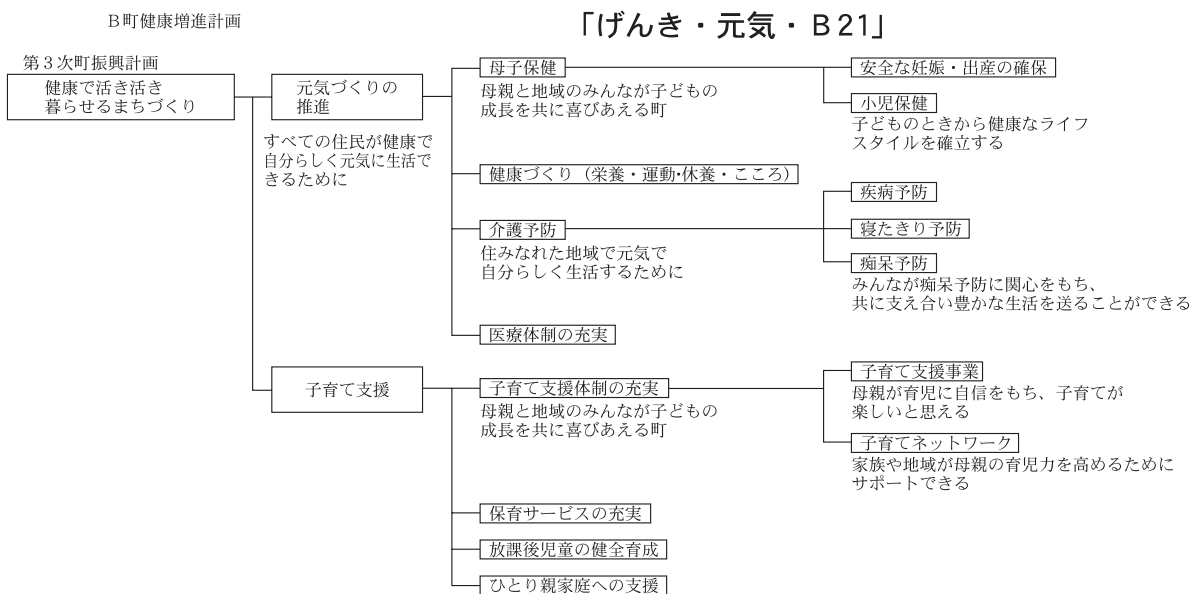 B町健康増進計画
「げんき・元気・B21」
第3次町振興計画
健康で活き活き
暮らせるまちづくり
元気づくりの
推進
すべての住民が健康で
自分らしく元気に生活で
きるために
母子保健
母親と地域のみんなが子どもの
成長を共に喜びあえる町
安全な妊娠・出産の確保
小児保健
子どものときから健康なライフ
スタイルを確立する
健康づくり(栄養・運動・休養・こころ)
介護予防
住みなれた地域で元気で
自分らしく生活するために
疾病予防
寝たきり予防
痴呆予防
みんなが痴呆予防に関心をもち、
共に支え合い豊かな生活を送ることができる
医療体制の充実
子育て支援
子育て支援体制の充実
母親と地域のみんなが子どもの
成長を共に喜びあえる町
子育て支援事業
母親が育児に自信をもち、子育てが
楽しいと思える
子育てネットワーク
家族や地域が母親の育児力を高めるために
サポートできる
保育サービスの充実
放課後児童の健全育成
ひとり親家庭への支援